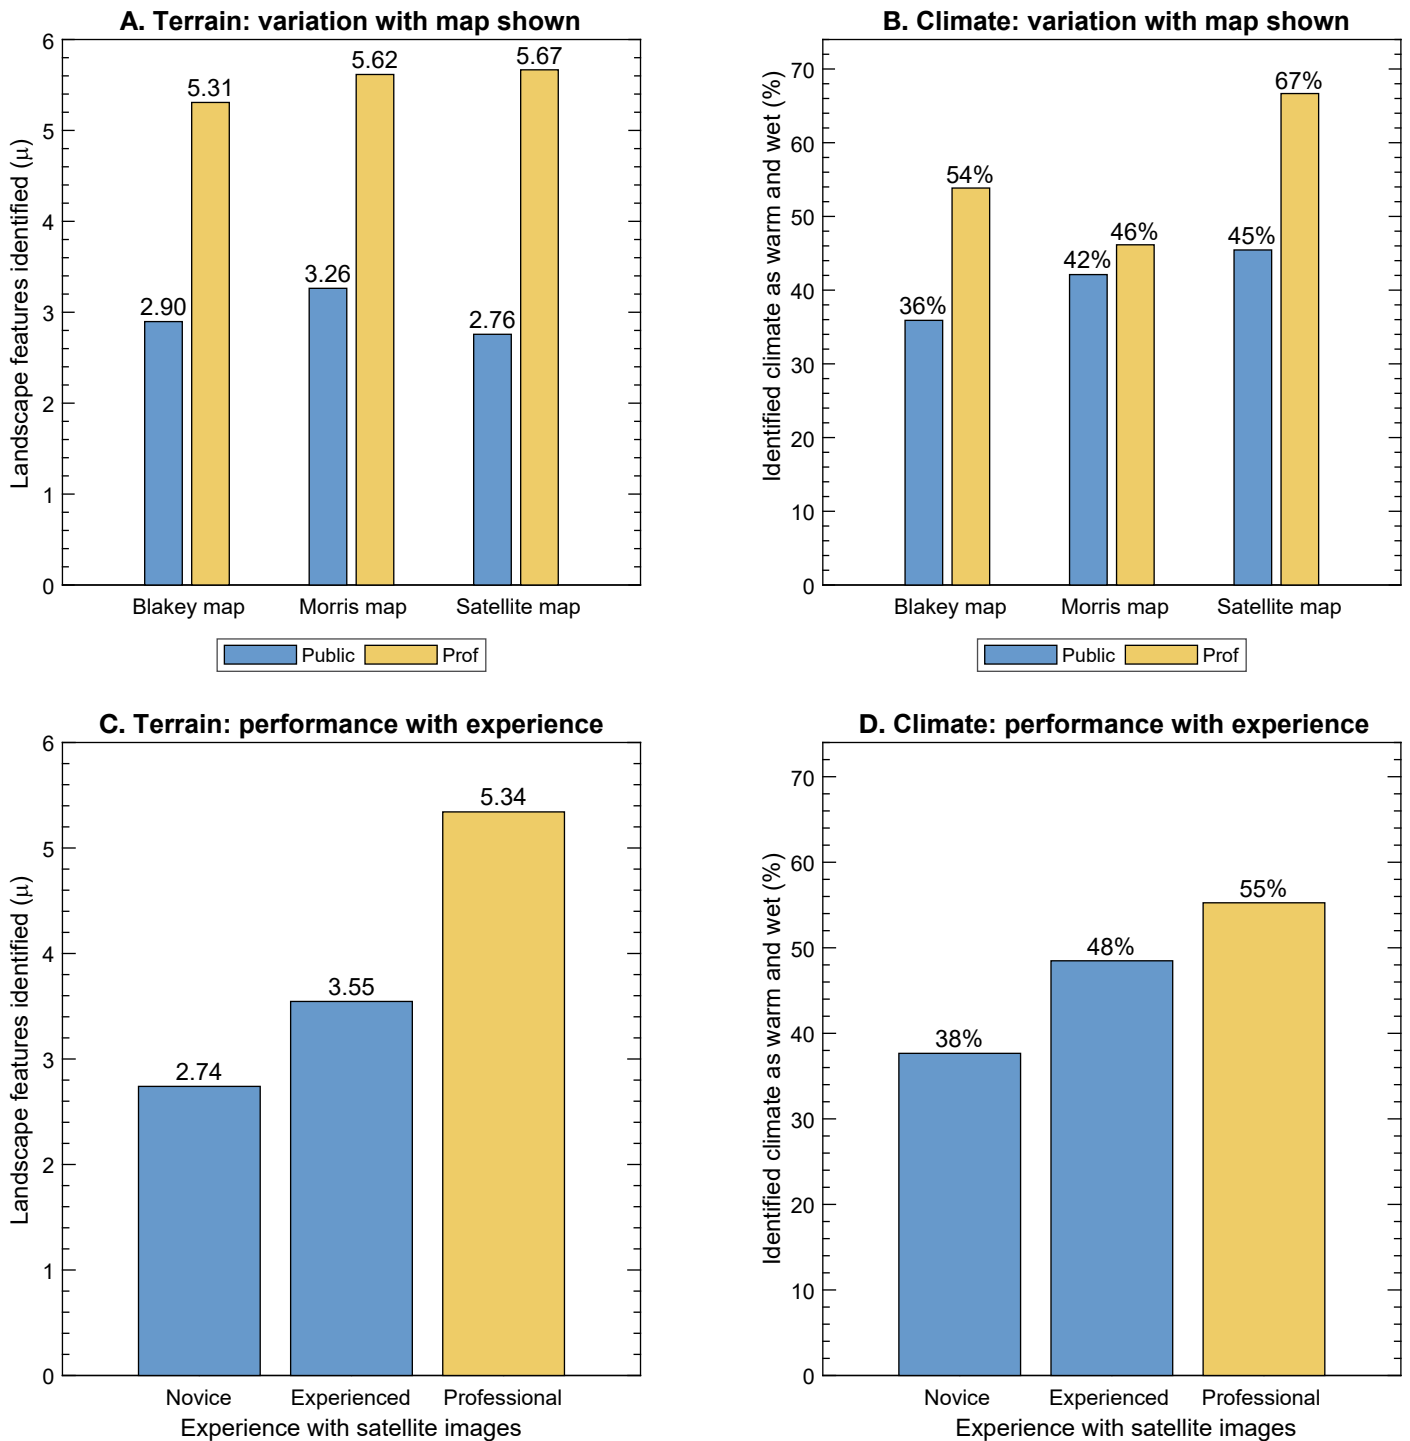 A. Terrain: variation with map shown
Landscape features identified (μ)
6
5
4
3
2
1
0
2.90
5.31
3.26
5.62
2.76
5.67
Blakey map
Morris map
Satellite map
Public
Prof
B. Climate: variation with map shown
Identified climate as warm and wet (%)
70
60
50
40
30
20
10
0
36%
54%
42%
46%
45%
67%
Blakey map
Morris map
Satellite map
Public
Prof
C. Terrain: performance with experience
Landscape features identified (μ)
6
5
4
3
2
1
0
2.74
3.55
5.34
Novice
Experienced
Professional
Experience with satellite images
D. Climate: performance with experience
Identified climate as warm and wet (%)
70
60
50
40
30
20
10
0
38%
48%
55%
Novice
Experienced
Professional
Experience with satellite images